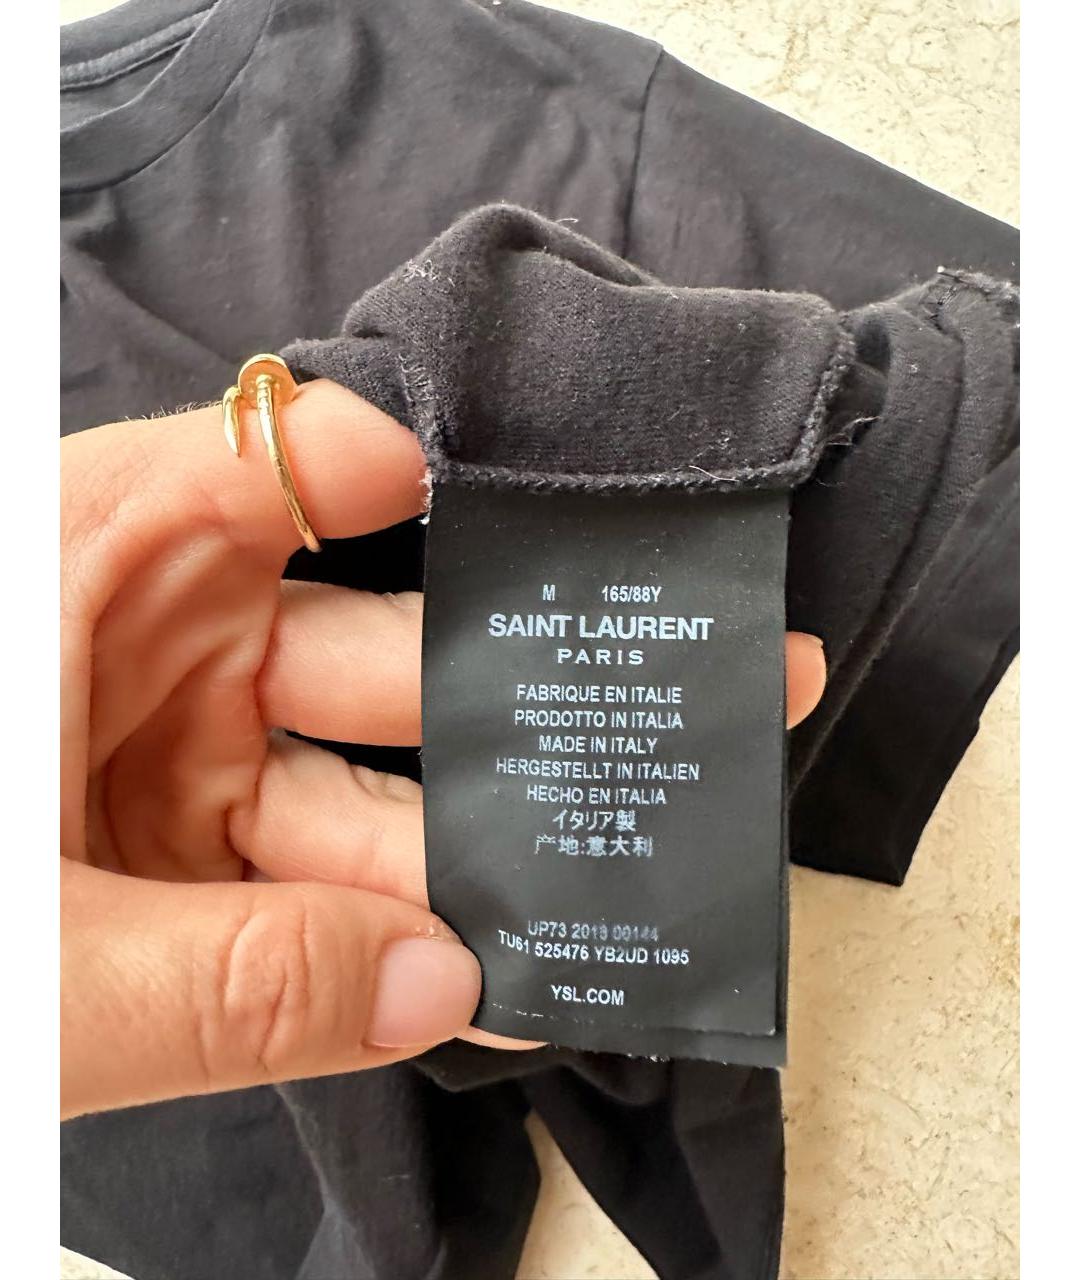 M 165/88Y
SAINT LAURENT
PARIS
FABRIQUE EN ITALIE
PRODOTTO IN ITALIA
MADE IN ITALY
HERGESTELLT IN ITALIEN
HECHO EN ITALIA
イタリア製
产地:意大利
UP73 2018 00144
TU61 525476 YB2UD 1095
YSL.COM